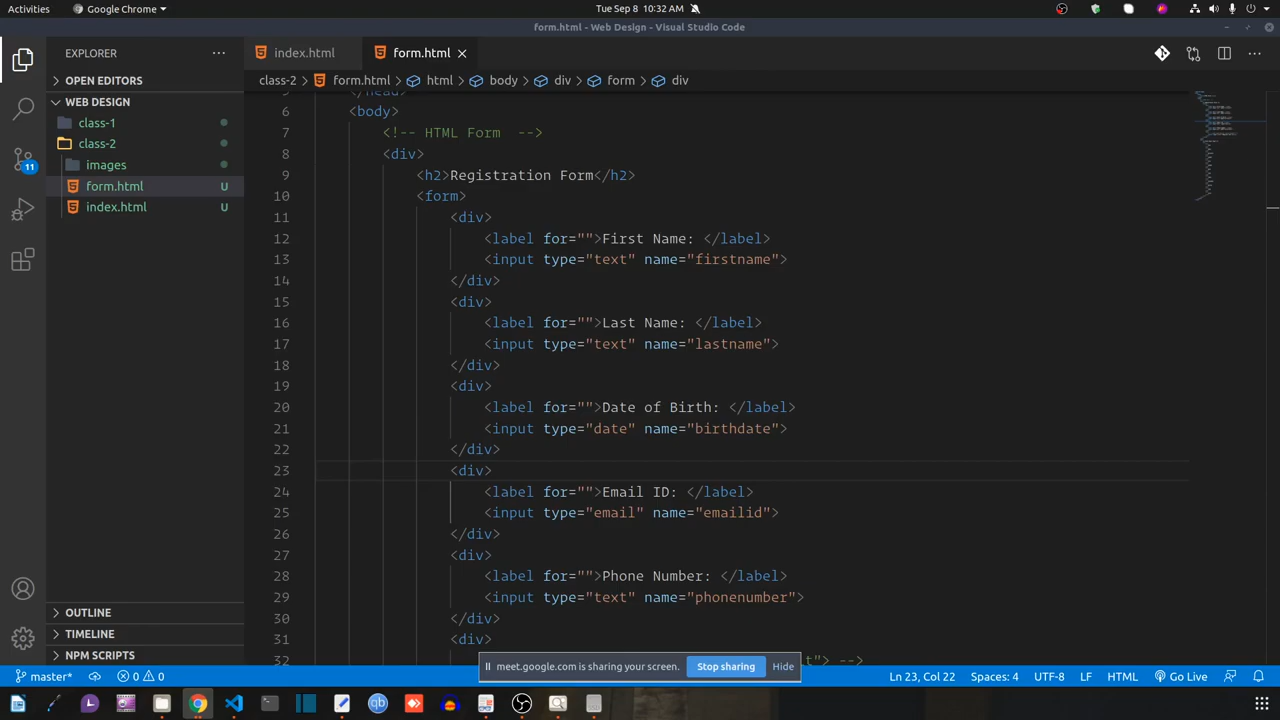 Activities Google Chrome Tue Sep 8 10:32 AM
form.html - Web Design - Visual Studio Code
EXPLORER index.html form.html
OPEN EDITORS class-2 form.html html body div form div
WEB DESIGN
class-1
class-2
images
form.html U
index.html U
OUTLINE
TIMELINE
NPM SCRIPTS
11
6 <body>
7 <!-- HTML Form -->
8 <div>
9 <h2>Registration Form</h2>
10 <form>
11 <div>
12 <label for="">First Name: </label>
13 <input type="text" name="firstname">
14 </div>
15 <div>
16 <label for="">Last Name: </label>
17 <input type="text" name="lastname">
18 </div>
19 <div>
20 <label for="">Date of Birth: </label>
21 <input type="date" name="birthdate">
22 </div>
23 <div>
24 <label for="">Email ID: </label>
25 <input type="email" name="emailid">
26 </div>
27 <div>
28 <label for="">Phone Number: </label>
29 <input type="text" name="phonenumber">
30 </div>
31 <div>
32 t"> -->
meet.google.com is sharing your screen. Stop sharing Hide
master* 0 0 Ln 23, Col 22 Spaces: 4 UTF-8 LF HTML Go Live
qb